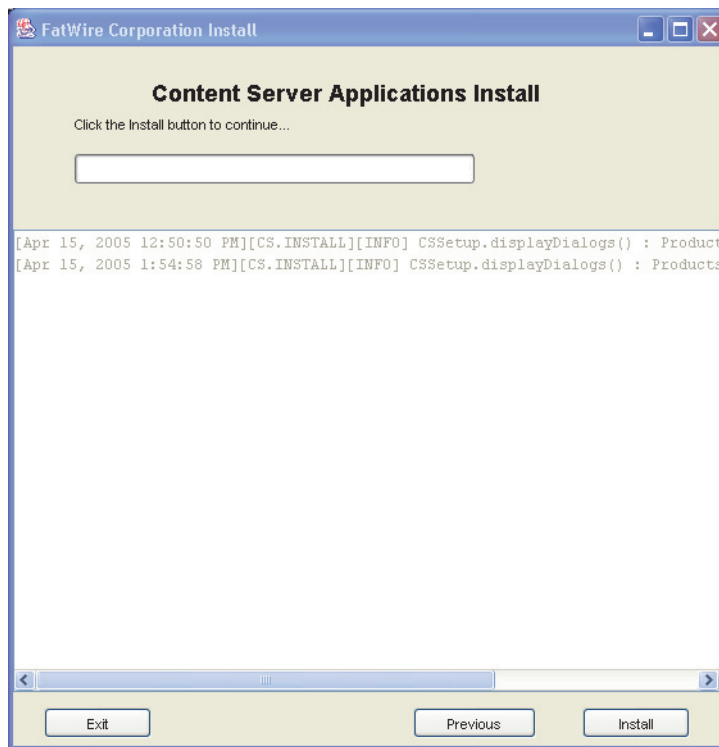 FatWire Corporation Install
Content Server Applications Install
Click the Install button to continue...
[Apr 15, 2005 12:50:50 PM][CS.INSTALL][INFO] CSSetup.displayDialogs() : Product
[Apr 15, 2005 1:54:58 PM][CS.INSTALL][INFO] CSSetup.displayDialogs() : Products
Exit Previous Install